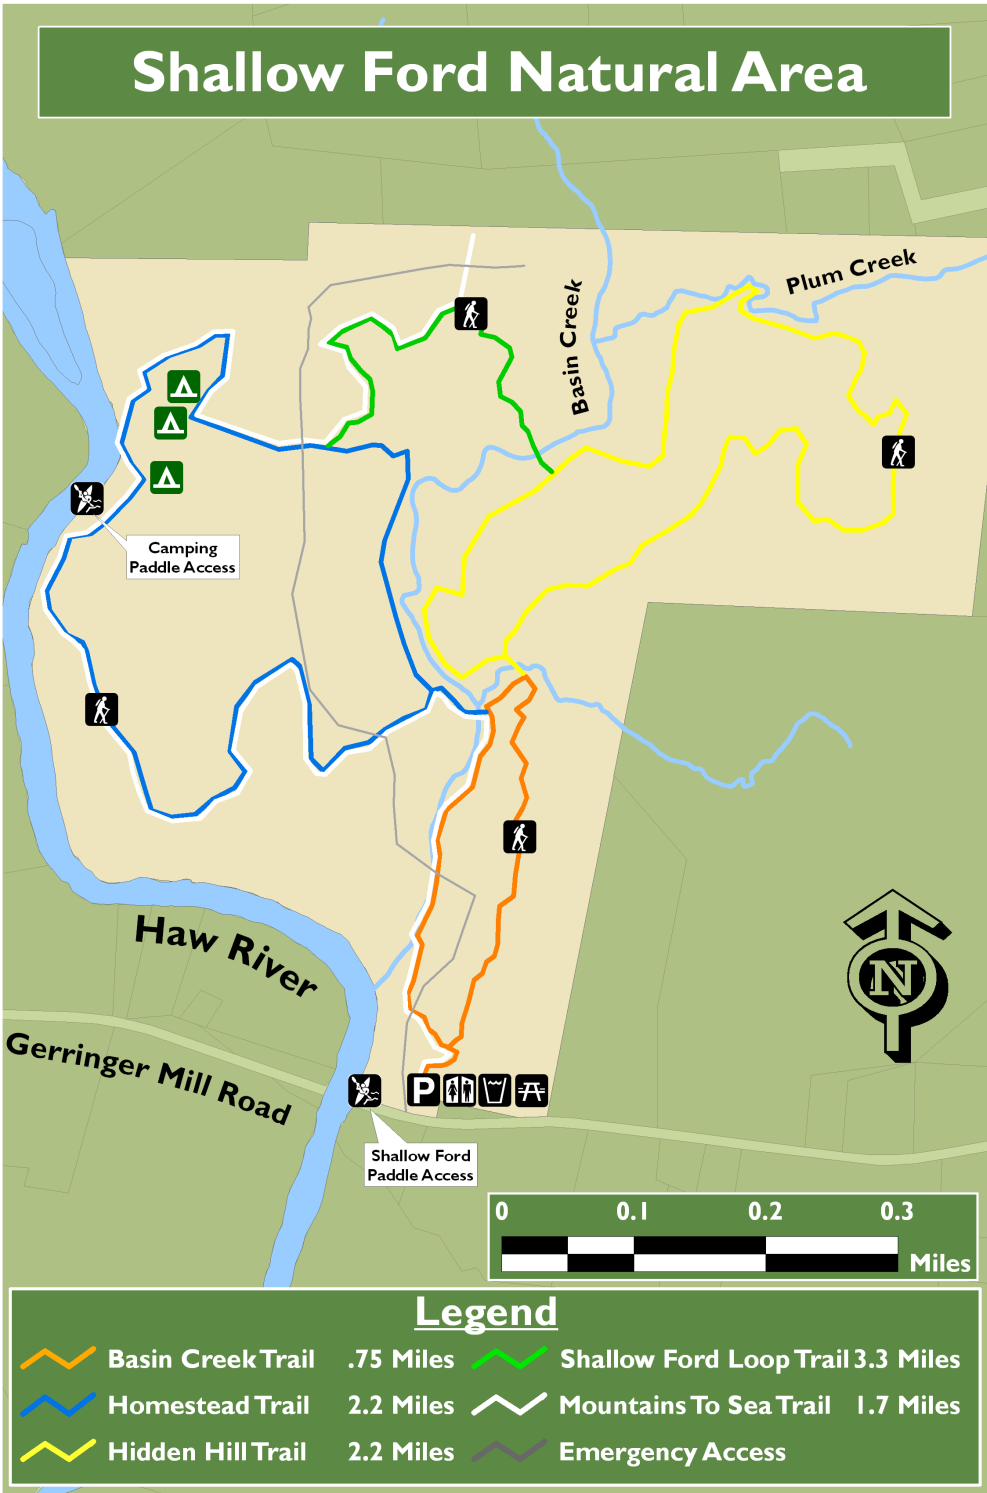 Shallow Ford Natural Area
Plum Creek
Basin Creek
Camping
Paddle Access
Haw River
N
Gerringer Mill Road
P
Shallow Ford
Paddle Access
0 0.1 0.2 0.3
Miles
Legend
Basin Creek Trail .75 Miles
Shallow Ford Loop Trail 3.3 Miles
Homestead Trail 2.2 Miles
Mountains To Sea Trail 1.7 Miles
Hidden Hill Trail 2.2 Miles
Emergency Access